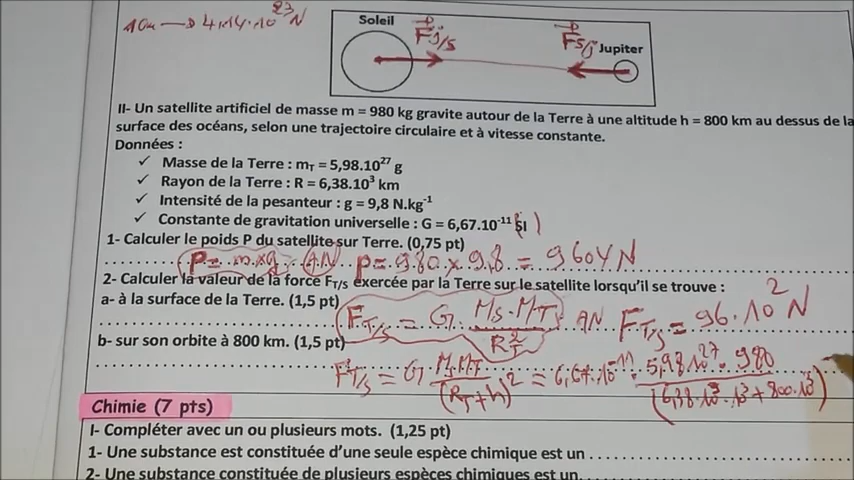 10u → 4,14.10^23 N
Soleil
F J/S
F S/J
Jupiter
II- Un satellite artificiel de masse m = 980 kg gravite autour de la Terre à une altitude h = 800 km au dessus de la
surface des océans, selon une trajectoire circulaire et à vitesse constante.
Données :
✓ Masse de la Terre : mT = 5,98.10^27 g
✓ Rayon de la Terre : R = 6,38.10^3 km
✓ Intensité de la pesanteur : g = 9,8 N.kg^-1
✓ Constante de gravitation universelle : G = 6,67.10^-11 (SI)
1- Calculer le poids P du satellite sur Terre. (0,75 pt)
P = m×g AN P = 980 × 9,8 = 9604 N
2- Calculer la valeur de la force FT/s exercée par la Terre sur le satellite lorsqu'il se trouve :
a- à la surface de la Terre. (1,5 pt)
F T/s = G. Ms.MT / RT^2 AN F T/s = 96.10^2 N
b- sur son orbite à 800 km. (1,5 pt)
F T/s = G Ms.MT / (RT+h)^2 = 6,67.10^-11 . 5,98.10^27 . 980 / (6,38.10^3.10^3 + 800.10^3)
Chimie (7 pts)
I- Compléter avec un ou plusieurs mots. (1,25 pt)
1- Une substance est constituée d'une seule espèce chimique est un . . . . . . . . . . . . . . . . . . . . . . . . .
2- Une substance constituée de plusieurs espèces chimiques est un. . . . . . . . . . . . . . . . . . . . . . . .